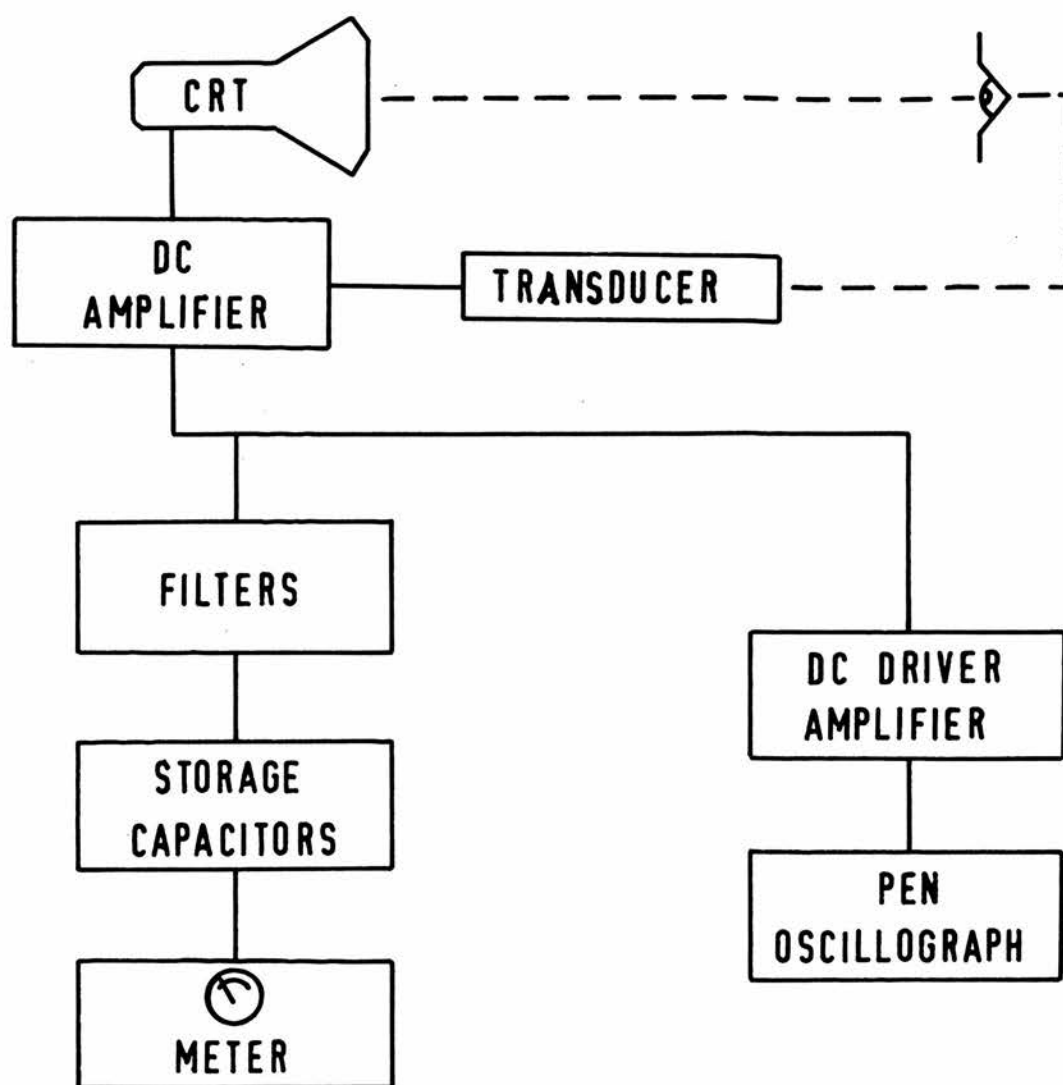 CRT
DC
AMPLIFIER
TRANSDUCER
FILTERS
DC DRIVER
AMPLIFIER
STORAGE
CAPACITORS
PEN
OSCILLOGRAPH
METER